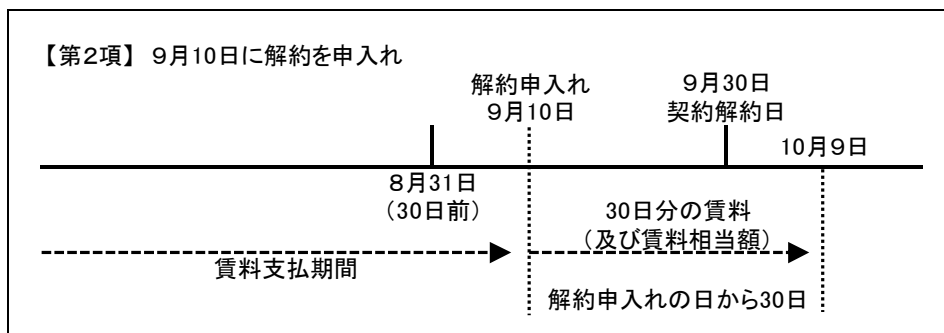 【第2項】 9月10日に解約を申入れ
解約申入れ
9月10日
9月30日
契約解約日
10月9日
8月31日
(30日前)
30日分の賃料
(及び賃料相当額)
賃料支払期間
解約申入れの日から30日